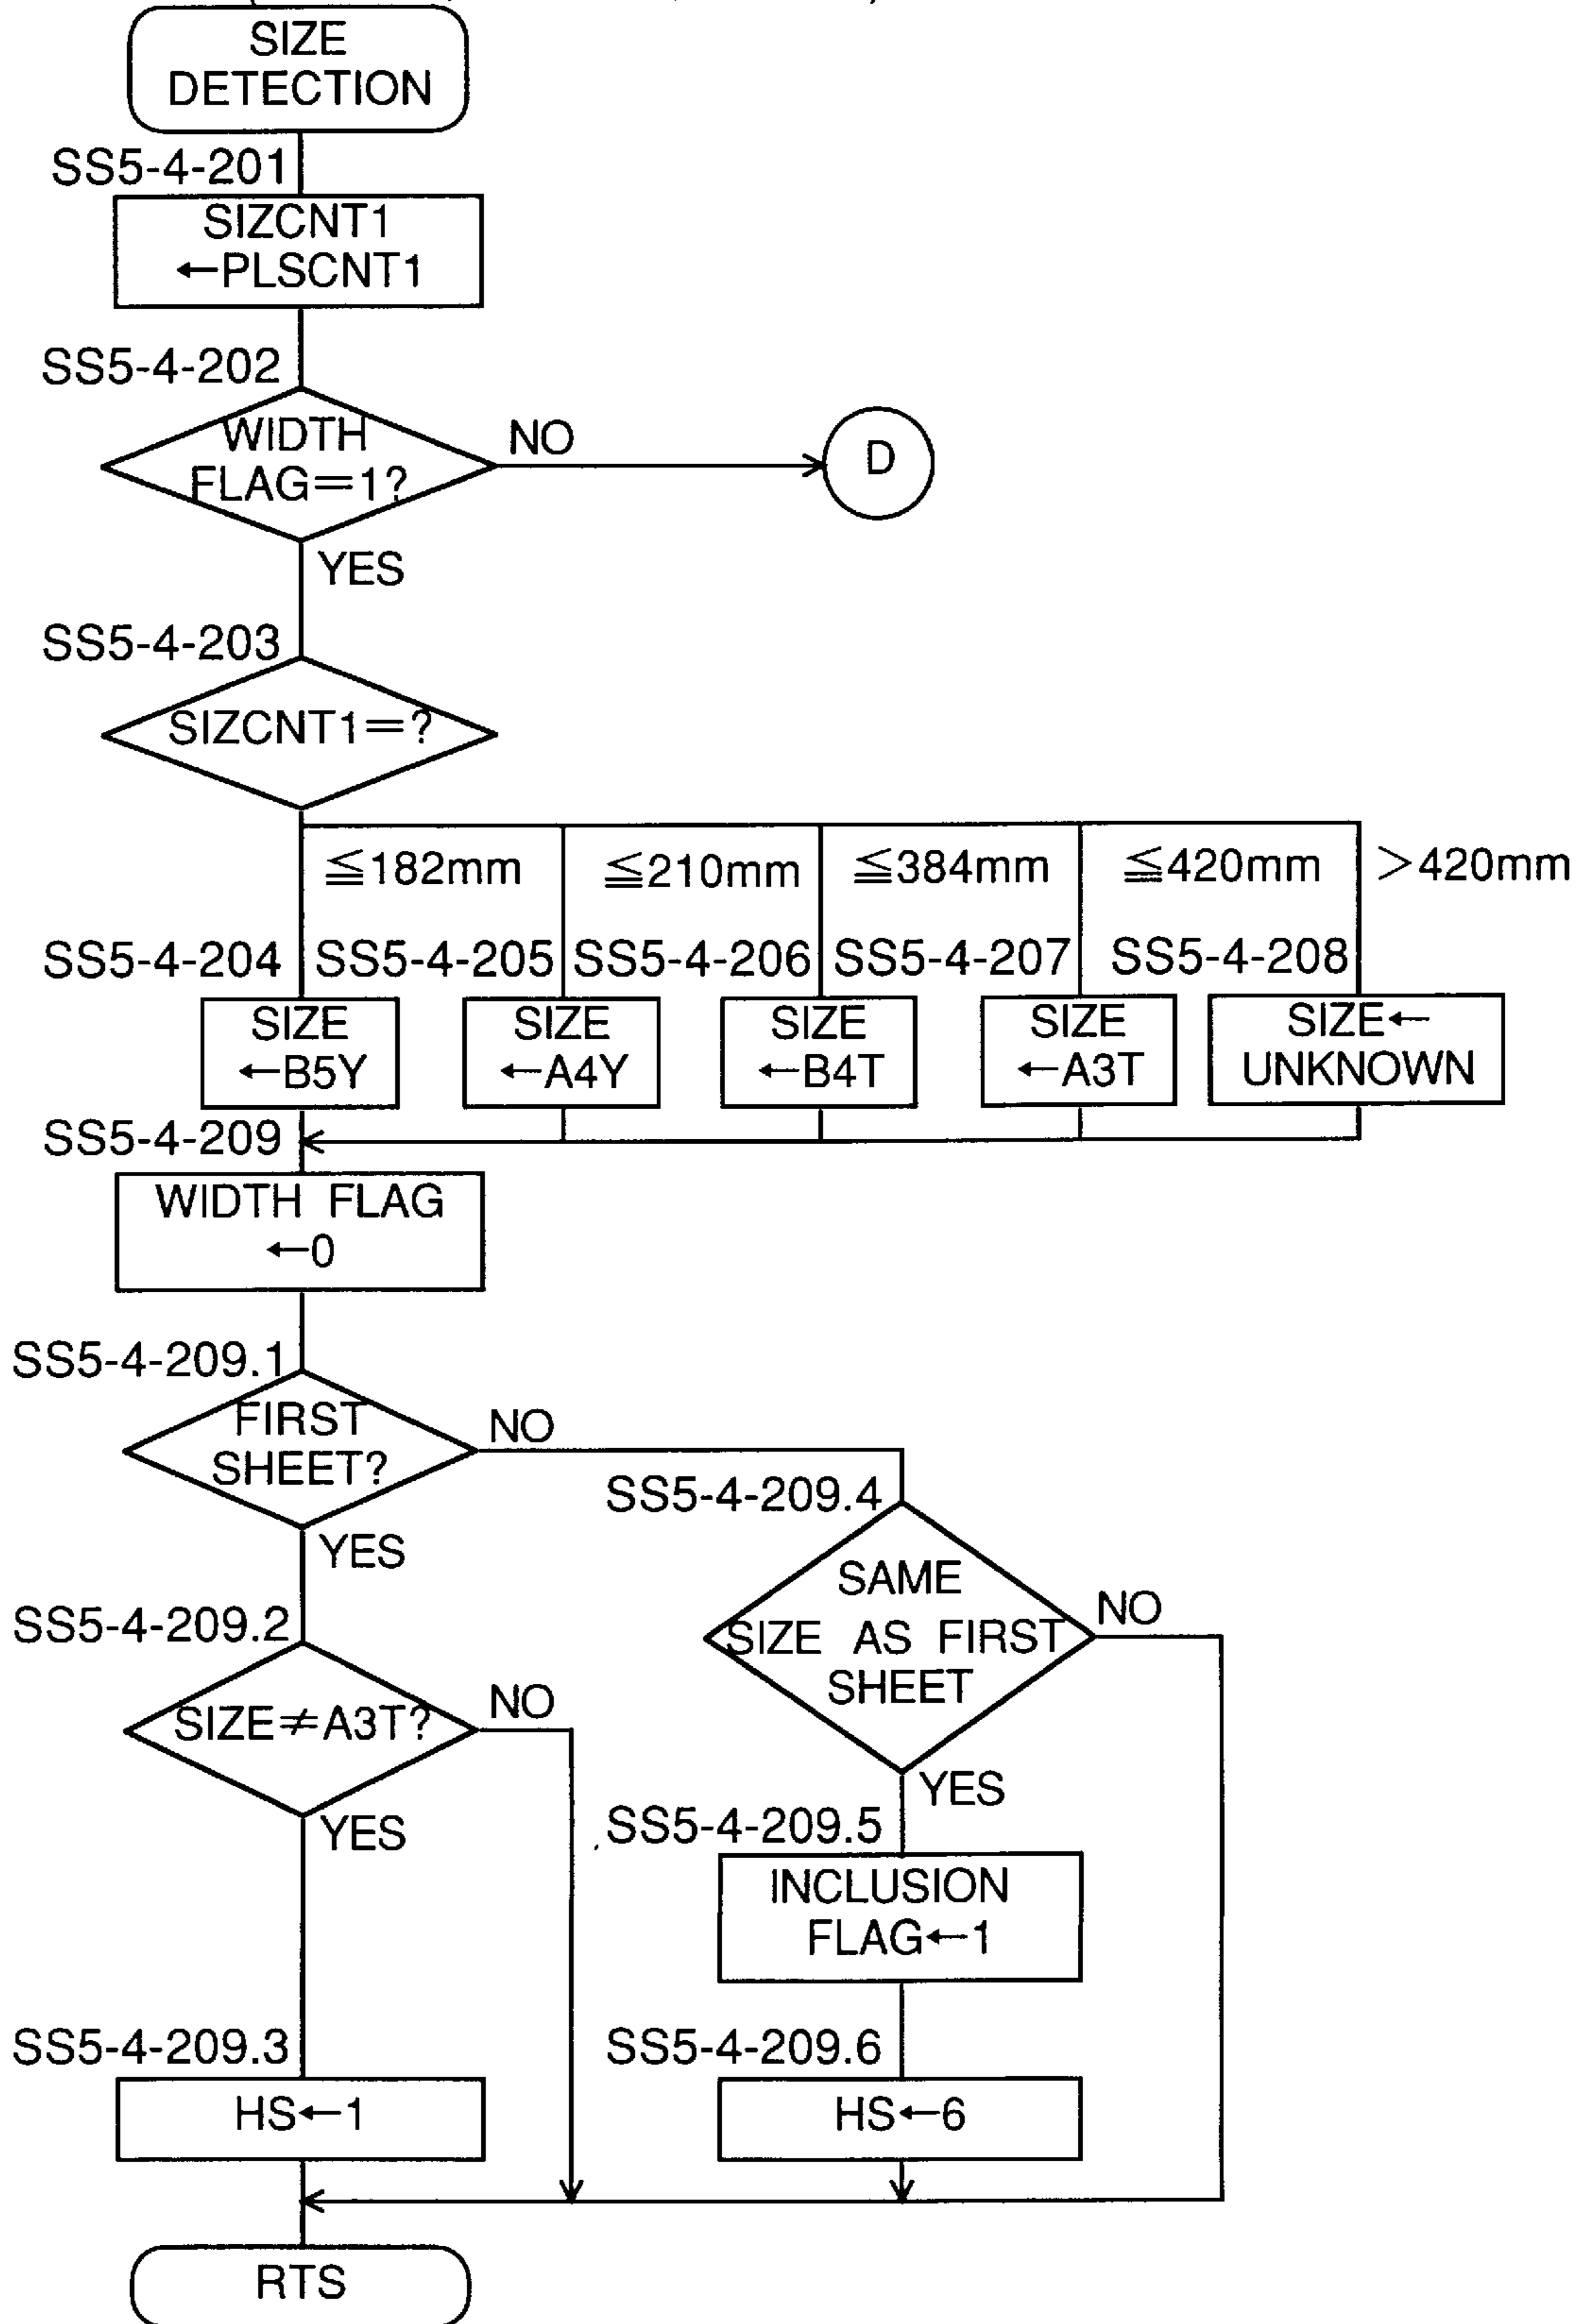 SIZE
DETECTION
SS5-4-201
SIZCNT1
←PLSCNT1
SS5-4-202
WIDTH
FLAG=1?
NO
D
YES
SS5-4-203
SIZCNT1=?
≦182mm
≦210mm
≦384mm
≦420mm
>420mm
SS5-4-204
SS5-4-205
SS5-4-206
SS5-4-207
SS5-4-208
SIZE
←B5Y
SIZE
←A4Y
SIZE
←B4T
SIZE
←A3T
SIZE←
UNKNOWN
SS5-4-209
WIDTH FLAG
←0
SS5-4-209.1
FIRST
SHEET?
NO
YES
SS5-4-209.4
SAME
SIZE AS FIRST
SHEET
NO
YES
SS5-4-209.2
SIZE≠A3T?
NO
YES
SS5-4-209.5
INCLUSION
FLAG←1
SS5-4-209.3
HS←1
SS5-4-209.6
HS←6
RTS